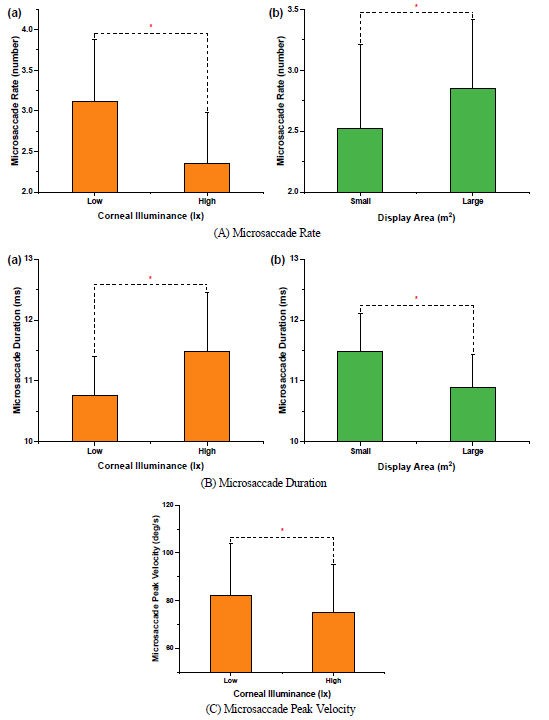 (a)
Microsaccade Rate (number)
4.0
3.5
3.0
2.5
2.0
*
Low
High
Corneal Illuminance (lx)
(b)
Microsaccade Rate (number)
3.5
3.0
2.5
2.0
*
Small
Large
Display Area (m²)
(A) Microsaccade Rate
(a)
Microsaccade Duration (ms)
13
12
11
10
*
Low
High
Corneal Illuminance (lx)
(b)
Microsaccade Duration (ms)
13
12
11
10
*
Small
Large
Display Area (m²)
(B) Microsaccade Duration
Microsaccade Peak Velocity (deg/s)
120
100
80
60
*
Low
High
Corneal Illuminance (lx)
(C) Microsaccade Peak Velocity